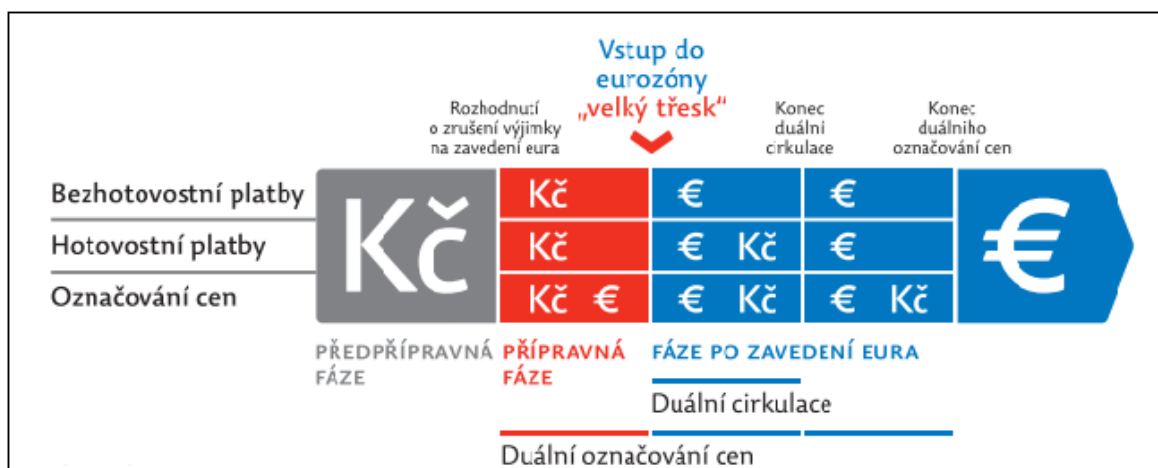 Vstup do
eurozóny
„velký třesk“
Rozhodnutí
o zrušení výjimky
na zavedení eura
Konec
duální
cirkulace
Konec
duálního
označování cen
Bezhotovostní platby
Hotovostní platby
Označování cen
Kč
Kč
€
€
Kč
€ Kč
€
Kč €
€ Kč
€ Kč
€
PŘEDPŘÍPRAVNÁ
FÁZE
PŘÍPRAVNÁ
FÁZE
FÁZE PO ZAVEDENÍ EURA
Duální cirkulace
Duální označování cen